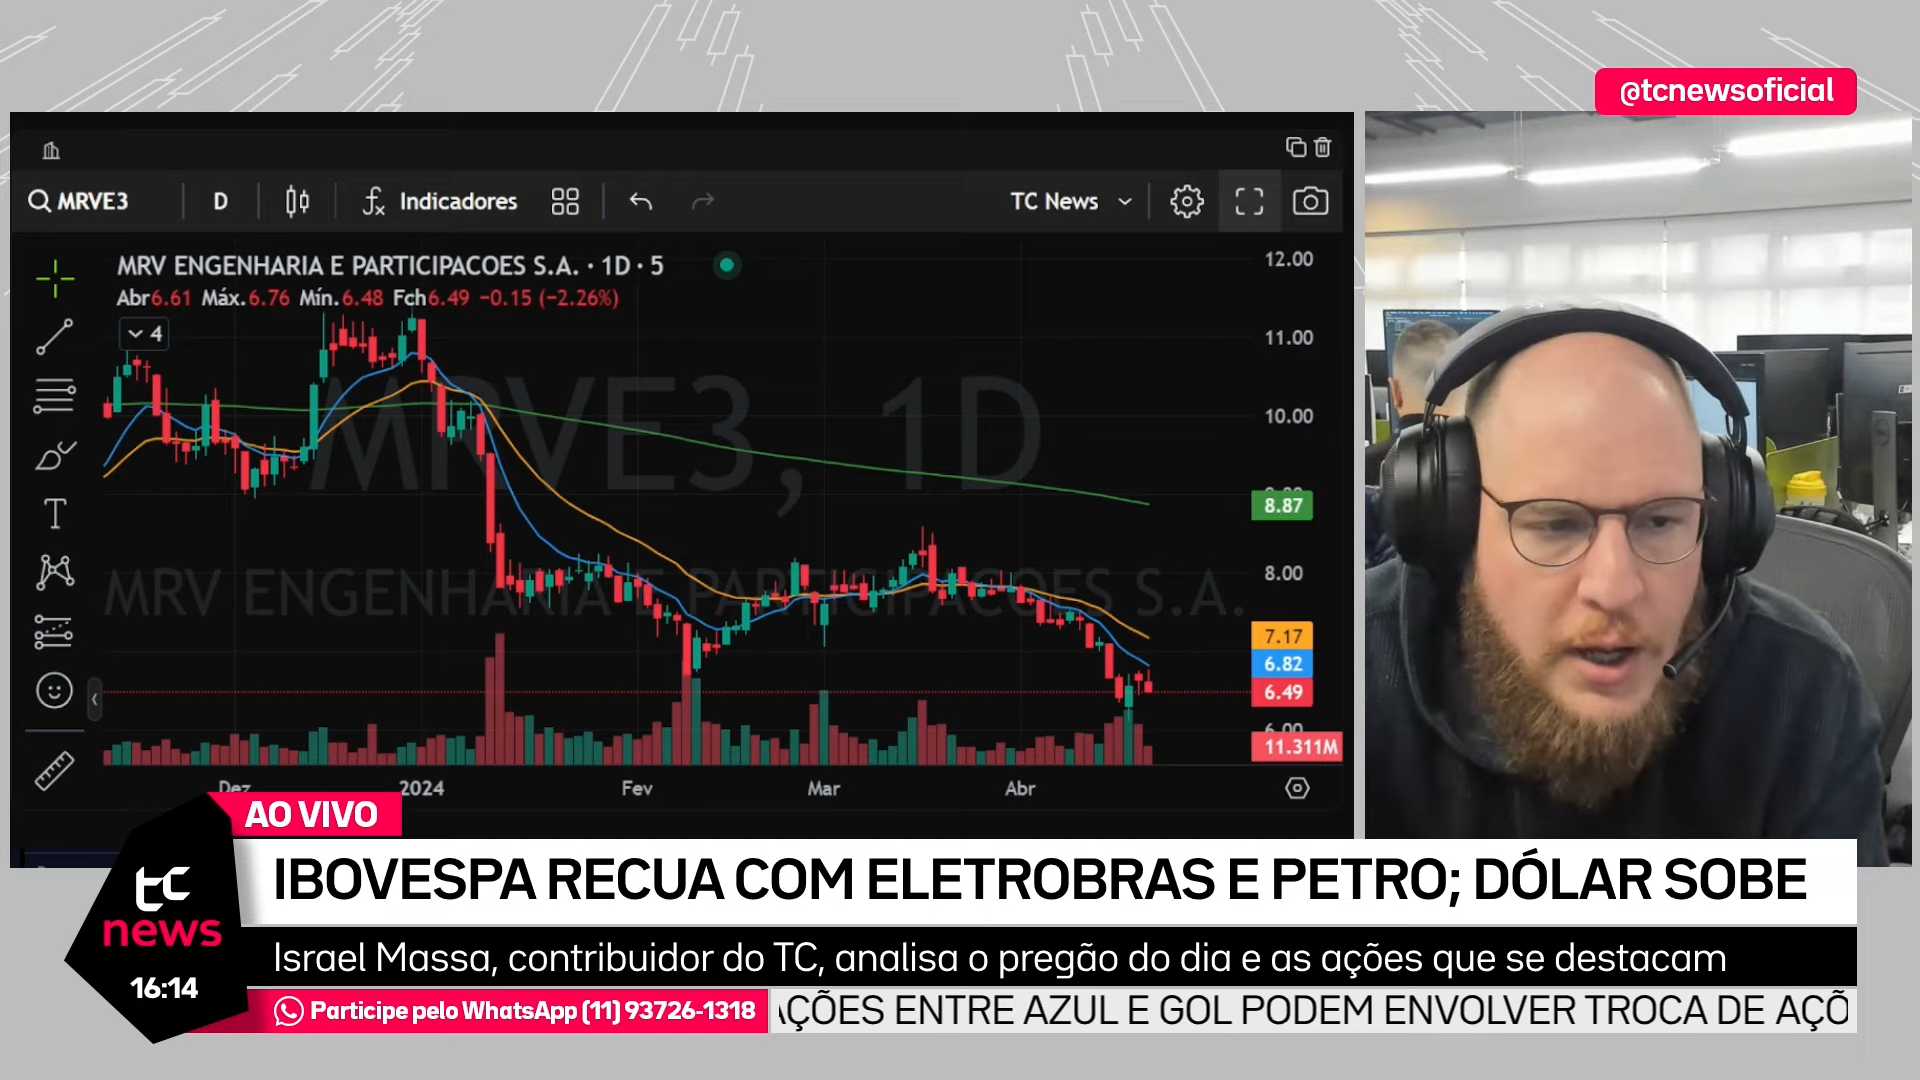 @tcnewsoficial
MRVE3 D Indicadores TC News
MRV ENGENHARIA E PARTICIPACOES S.A. · 1D · 5
Abr6.61 Máx.6.76 Mín.6.48 Fch6.49 −0.15 (−2.26%)
4
12.00
11.00
10.00
MRVE3, 1D
8.87
8.00
MRV ENGENHARIA E PARTICIPACOES S.A.
7.17
6.82
6.49
6.00
11.311M
Dez 2024 Fev Mar Abr
AO VIVO
IBOVESPA RECUA COM ELETROBRAS E PETRO; DÓLAR SOBE
tc
news
16:14
Israel Massa, contribuidor do TC, analisa o pregão do dia e as ações que se destacam
Participe pelo WhatsApp (11) 93726-1318
AÇÕES ENTRE AZUL E GOL PODEM ENVOLVER TROCA DE AÇÕ